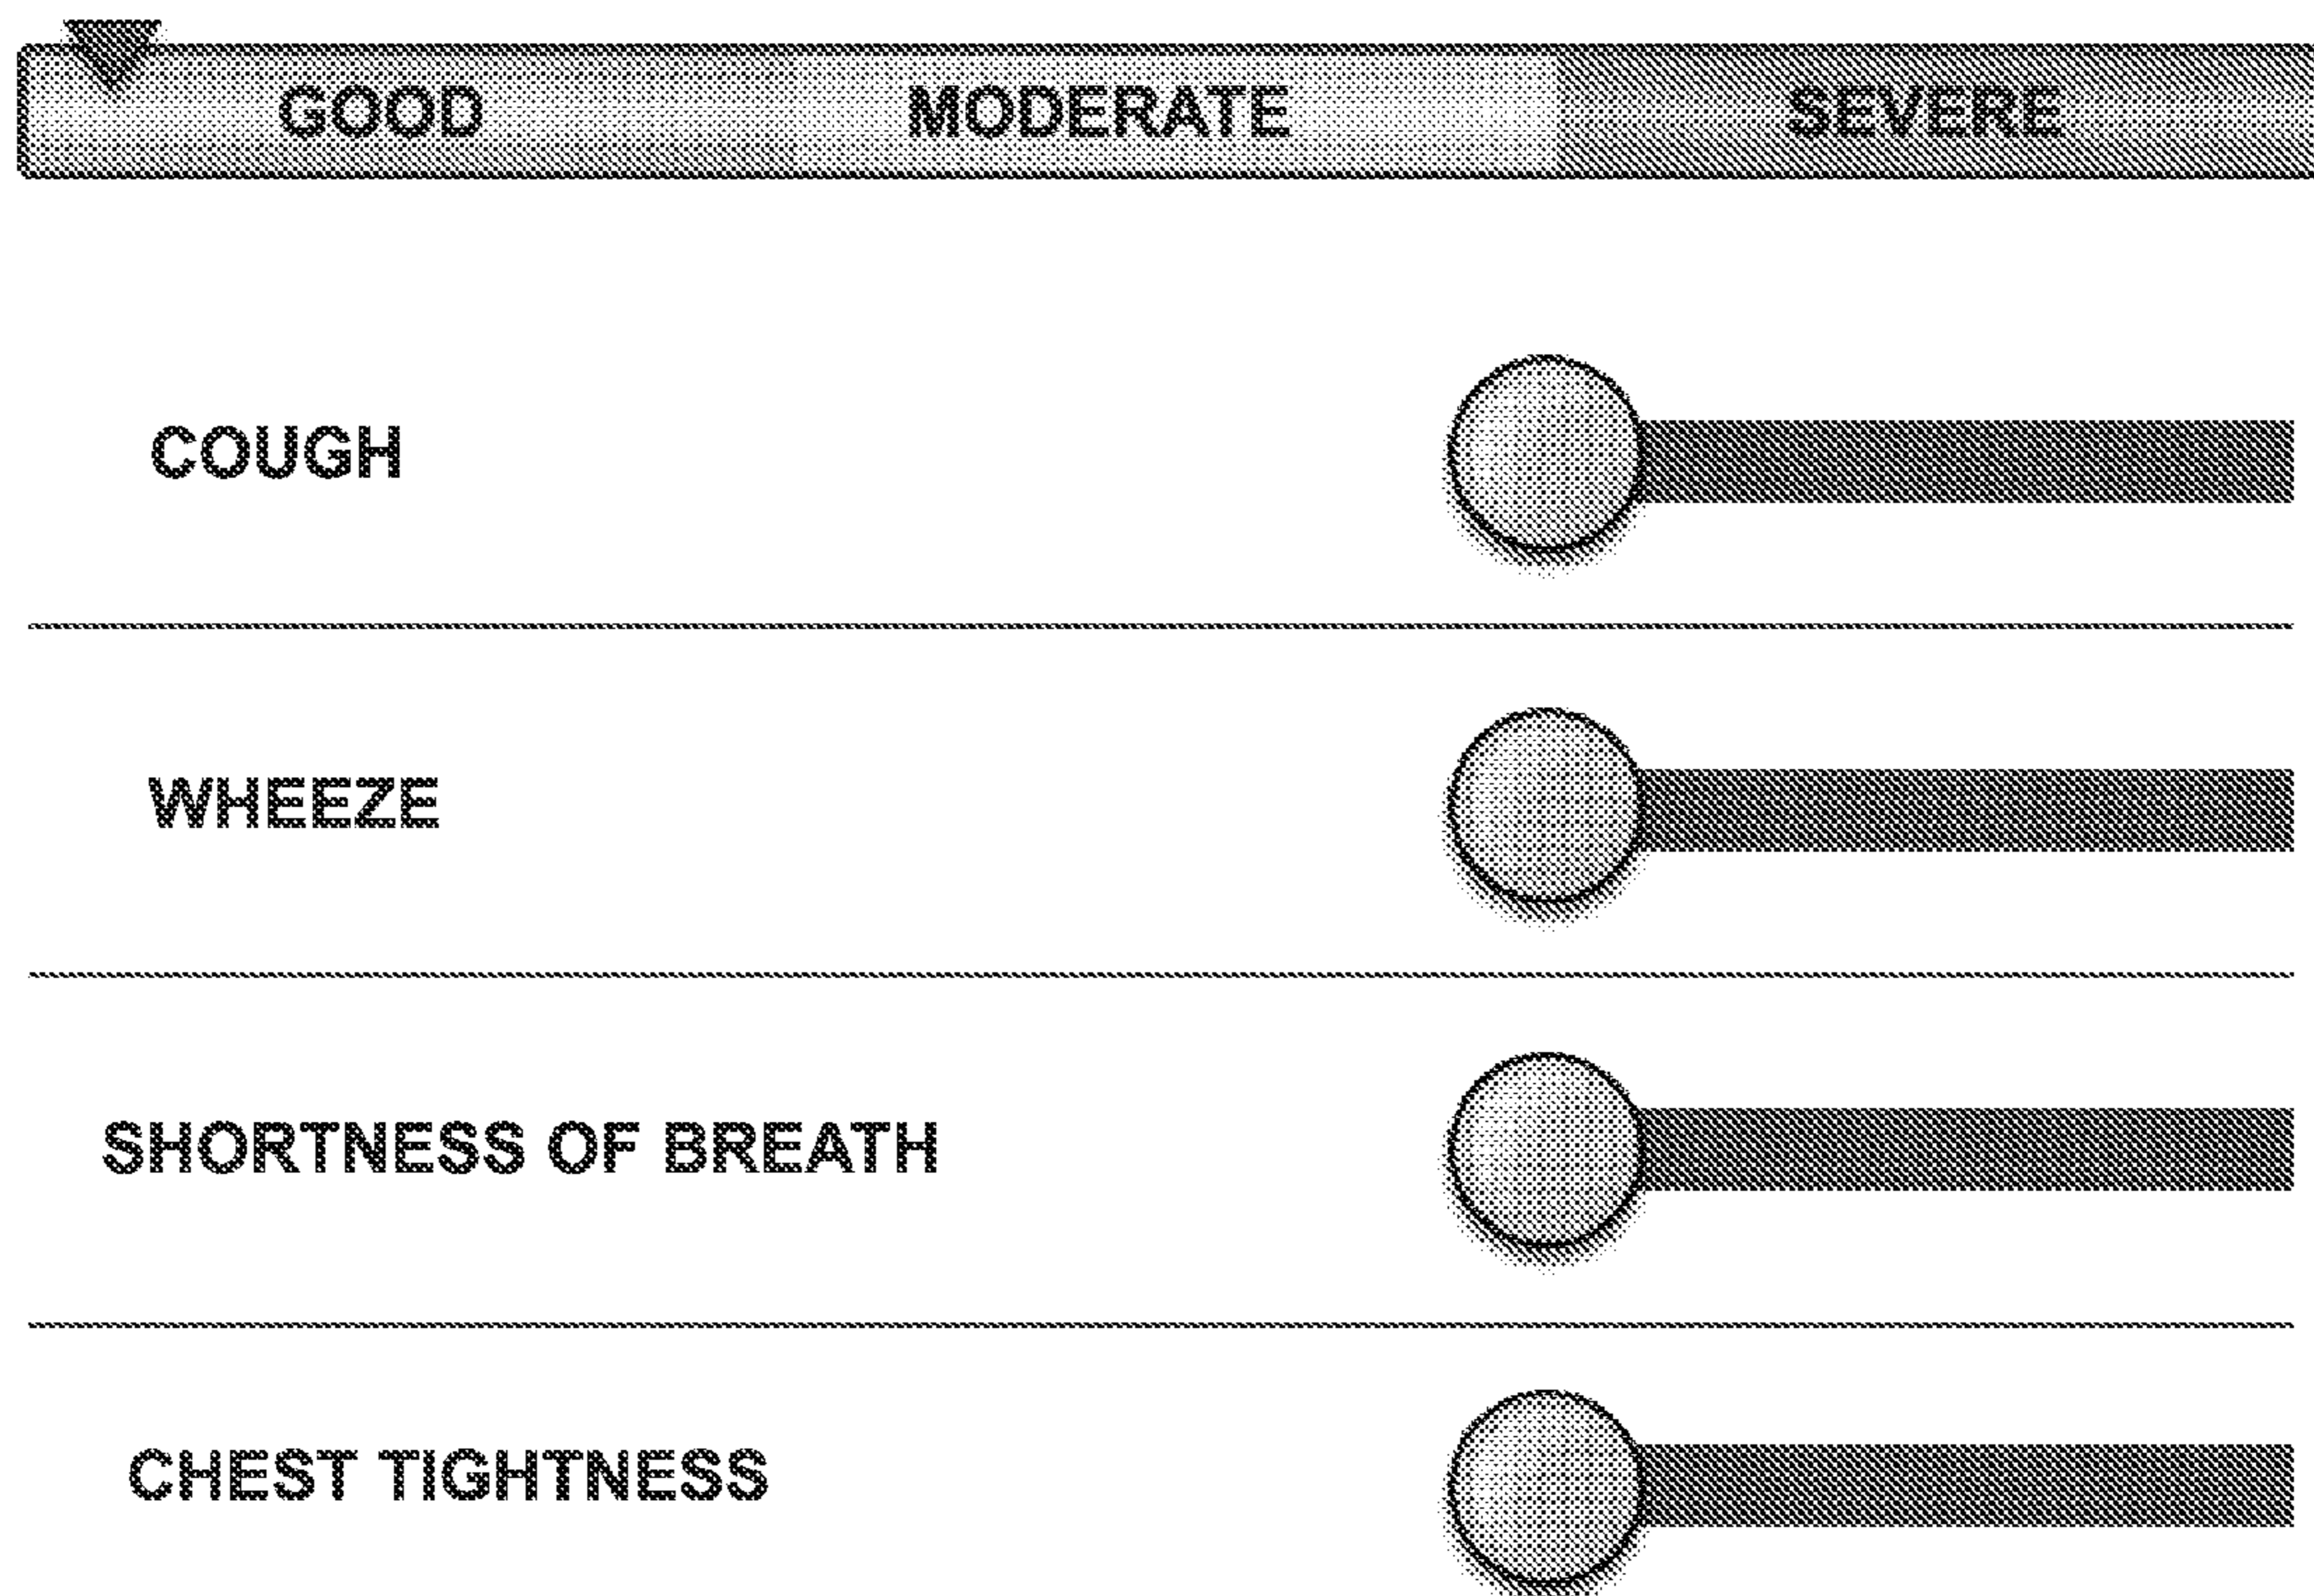 GOOD MODERATE SEVERE
COUGH
WHEEZE
SHORTNESS OF BREATH
CHEST TIGHTNESS